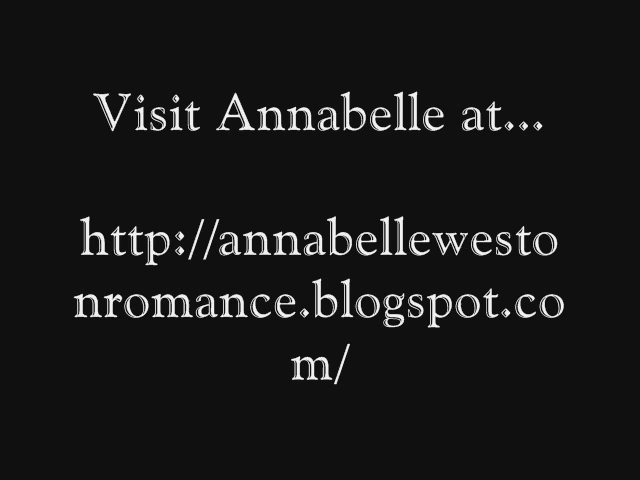 Visit Annabelle at...
http://annabellewesto
nromance.blogspot.co
m/